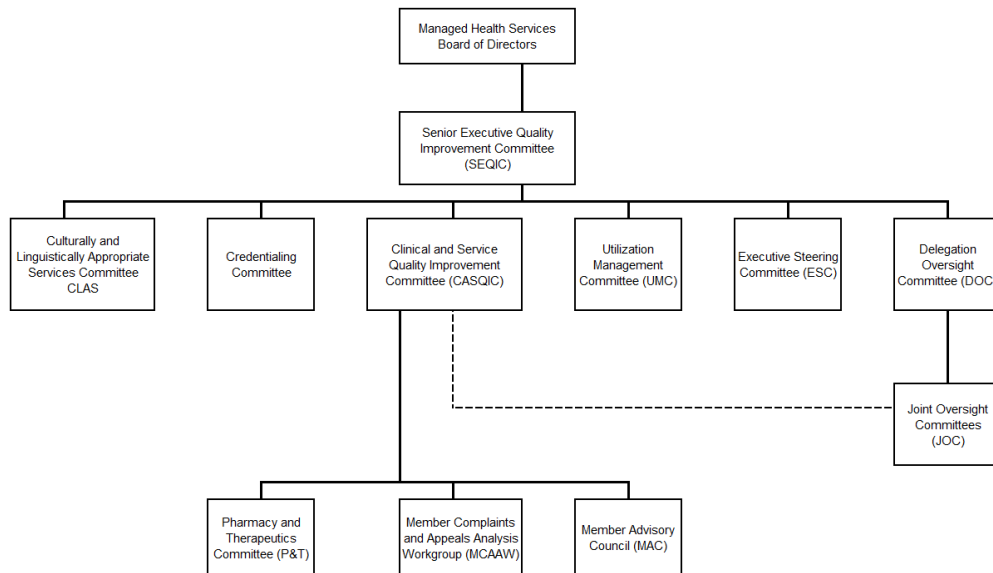 Managed Health Services
Board of Directors
Senior Executive Quality
Improvement Committee
(SEQIC)
Culturally and
Linguistically Appropriate
Services Committee
CLAS
Credentialing
Committee
Clinical and Service
Quality Improvement
Committee (CASQIC)
Utilization
Management
Committee (UMC)
Executive Steering
Committee (ESC)
Delegation
Oversight
Committee (DOC
Joint Oversight
Committees
(JOC)
Pharmacy and
Therapeutics
Committee (P&T)
Member Complaints
and Appeals Analysis
Workgroup (MCAAW)
Member Advisory
Council (MAC)